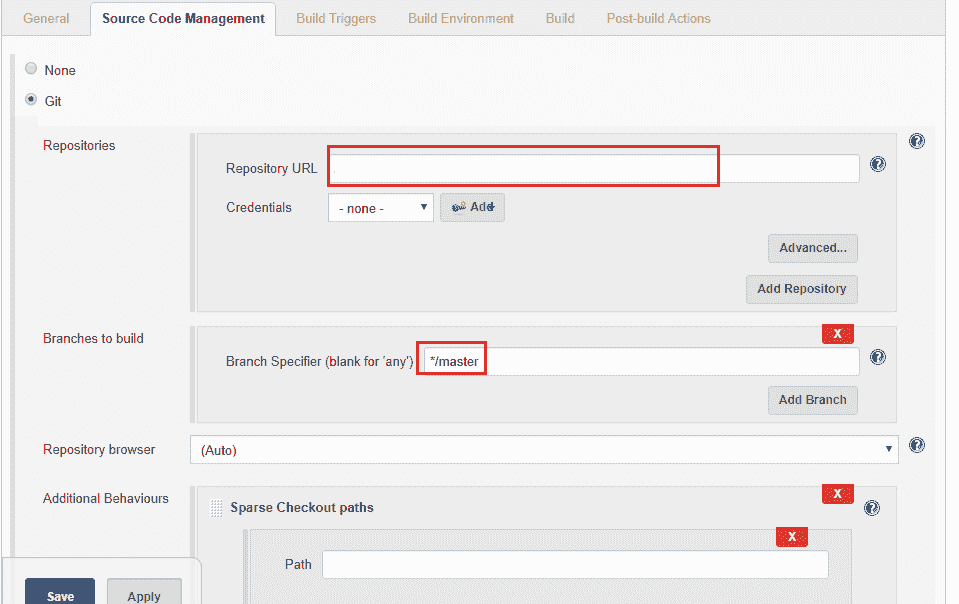 General Source Code Management Build Triggers Build Environment Build Post-build Actions
None
Git
Repositories
Repository URL
Credentials - none - Add
Advanced...
Add Repository
Branches to build
X
Branch Specifier (blank for 'any') */master
Add Branch
Repository browser (Auto)
Additional Behaviours
X
Sparse Checkout paths
X
Path
Save Apply